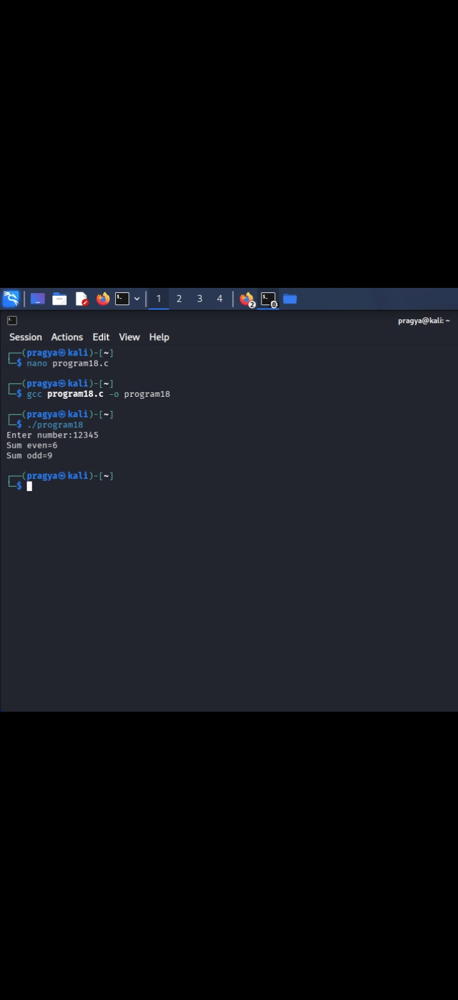 1 2 3 4 2
pragya@kali: ~
Session Actions Edit View Help
┌──(pragya㉿kali)-[~]
└─$ nano program18.c
┌──(pragya㉿kali)-[~]
└─$ gcc program18.c -o program18
┌──(pragya㉿kali)-[~]
└─$ ./program18
Enter number:12345
Sum even=6
Sum odd=9
┌──(pragya㉿kali)-[~]
└─$